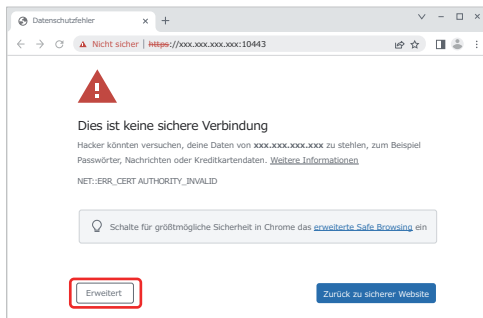 Datenschutzfehler
Nicht sicher | https://xxx.xxx.xxx.xxx:10443
Dies ist keine sichere Verbindung
Hacker könnten versuchen, deine Daten von xxx.xxx.xxx.xxx zu stehlen, zum Beispiel
Passwörter, Nachrichten oder Kreditkartendaten. Weitere Informationen
NET::ERR_CERT AUTHORITY_INVALID
Schalte für größtmögliche Sicherheit in Chrome das erweiterte Safe Browsing ein
Erweitert
Zurück zu sicherer Website